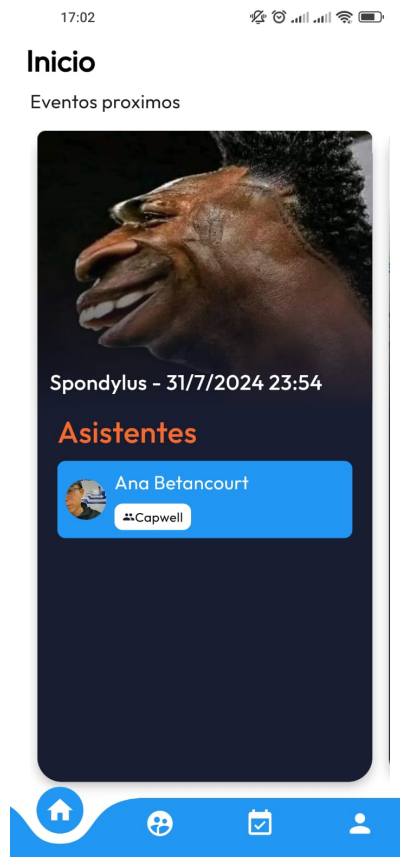 17:02
Inicio
Eventos proximos
Spondylus - 31/7/2024 23:54
Asistentes
Ana Betancourt
Capwell